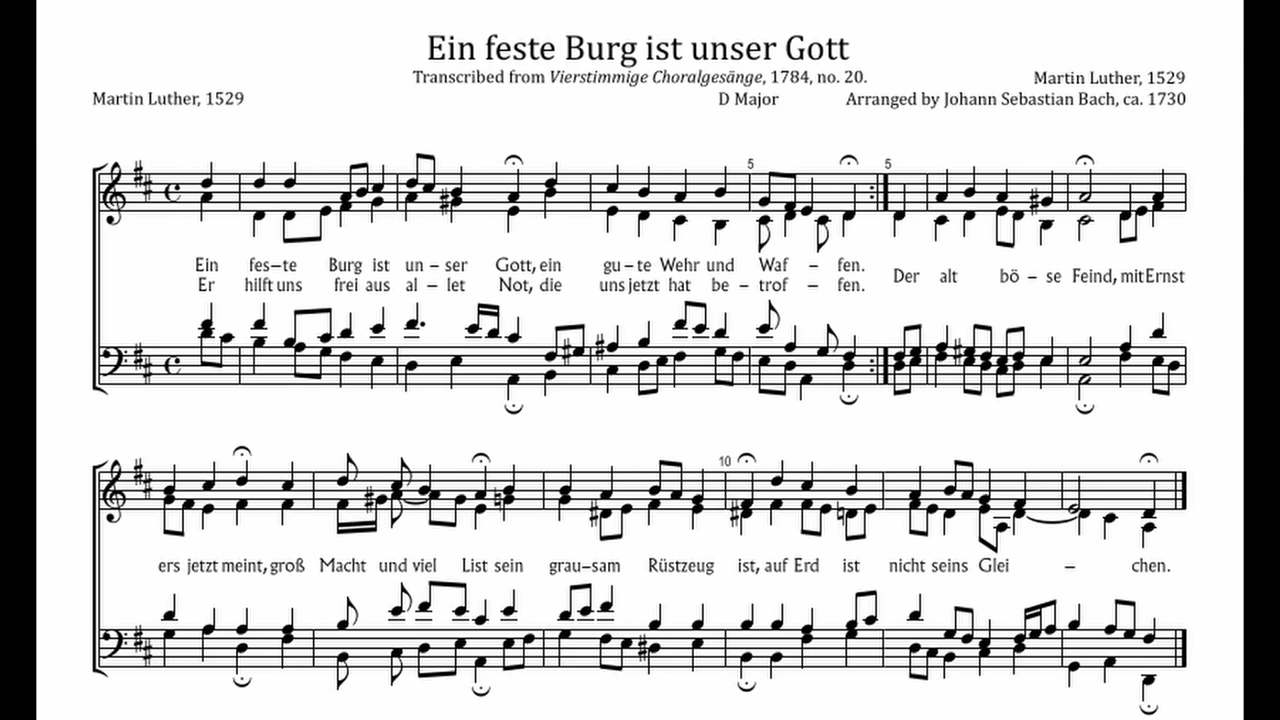 Ein feste Burg ist unser Gott
Transcribed from Vierstimmige Choralgesänge, 1784, no. 20.
Martin Luther, 1529
Martin Luther, 1529
D Major
Arranged by Johann Sebastian Bach, ca. 1730
5
5
Ein fes–te Burg ist un – ser Gott, ein gu – te Wehr und Waf – fen.
Er hilft uns frei aus al – let Not, die uns jetzt hat be – trof – fen.
Der alt bö – se Feind, mit Ernst
10
ers jetzt meint, groß Macht und viel List sein grau–sam Rüstzeug ist, auf Erd ist nicht seins Glei – chen.